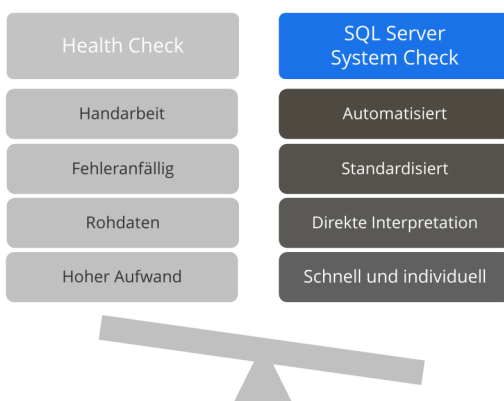 Health Check
Handarbeit
Fehleranfällig
Rohdaten
Hoher Aufwand
SQL Server
System Check
Automatisiert
Standardisiert
Direkte Interpretation
Schnell und individuell